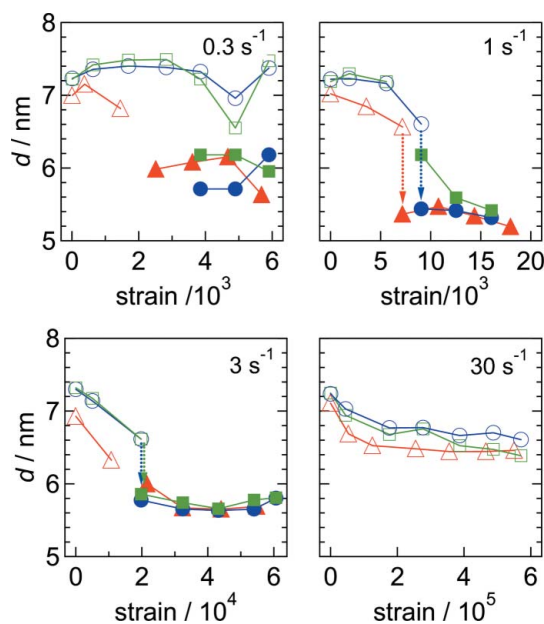 8
7
6
5
d / nm
0.3 s⁻¹
0 2 4 6
strain /10³
1 s⁻¹
0 5 10 15 20
strain/10³
8
7
6
5
d / nm
3 s⁻¹
0 2 4 6
strain / 10⁴
30 s⁻¹
0 2 4 6
strain / 10⁵